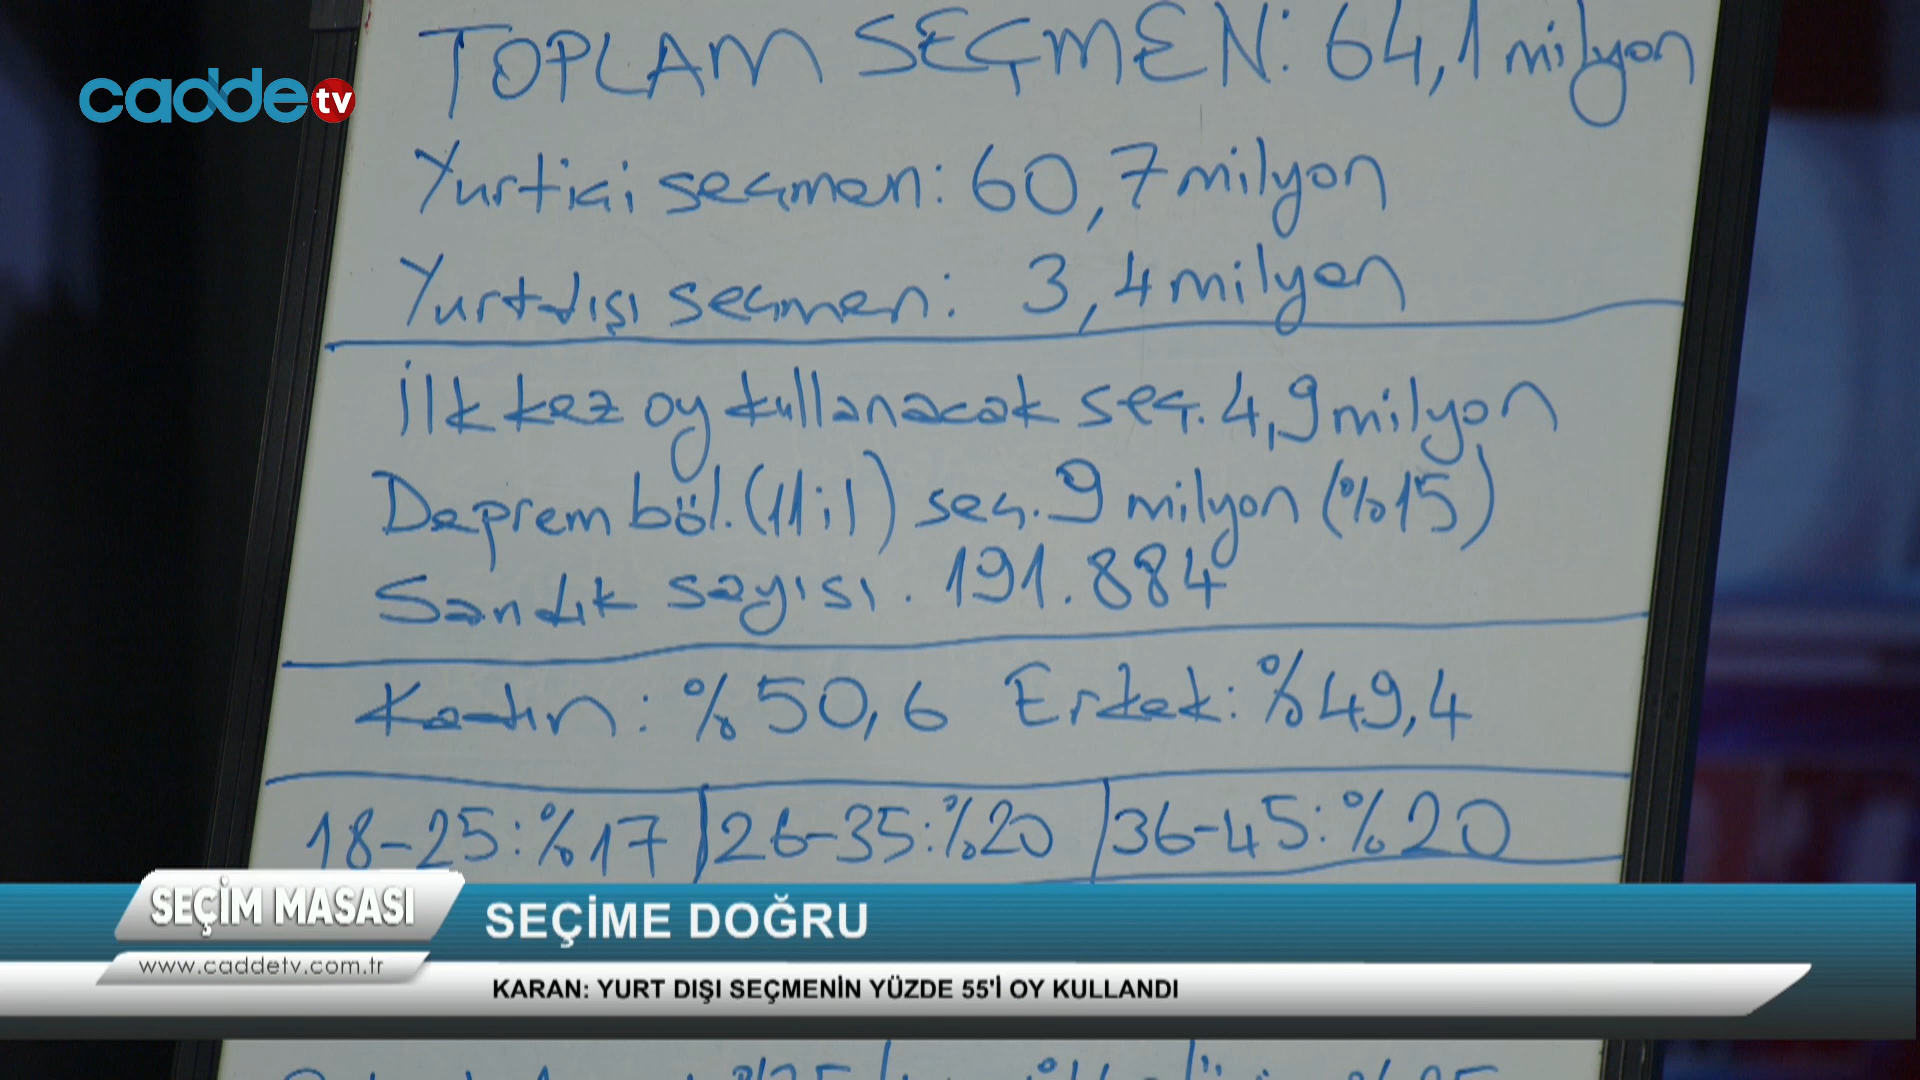 TOPLAM SEÇMEN: 64,1 milyon
caddetv
Yurtiçi seçmen: 60,7 milyon
Yurtdışı seçmen: 3,4 milyon
İlk kez oy kullanacak seç. 4,9 milyon
Deprem böl. (11 il) seç. 9 milyon (%15)
Sandık sayısı. 191.884
Kadın: %50,6 Erkek: %49,4
18-25: %17 | 26-35: %20 | 36-45: %20
SEÇİM MASASI
SEÇİME DOĞRU
www.caddetv.com.tr
KARAN: YURT DIŞI SEÇMENİN YÜZDE 55'İ OY KULLANDI